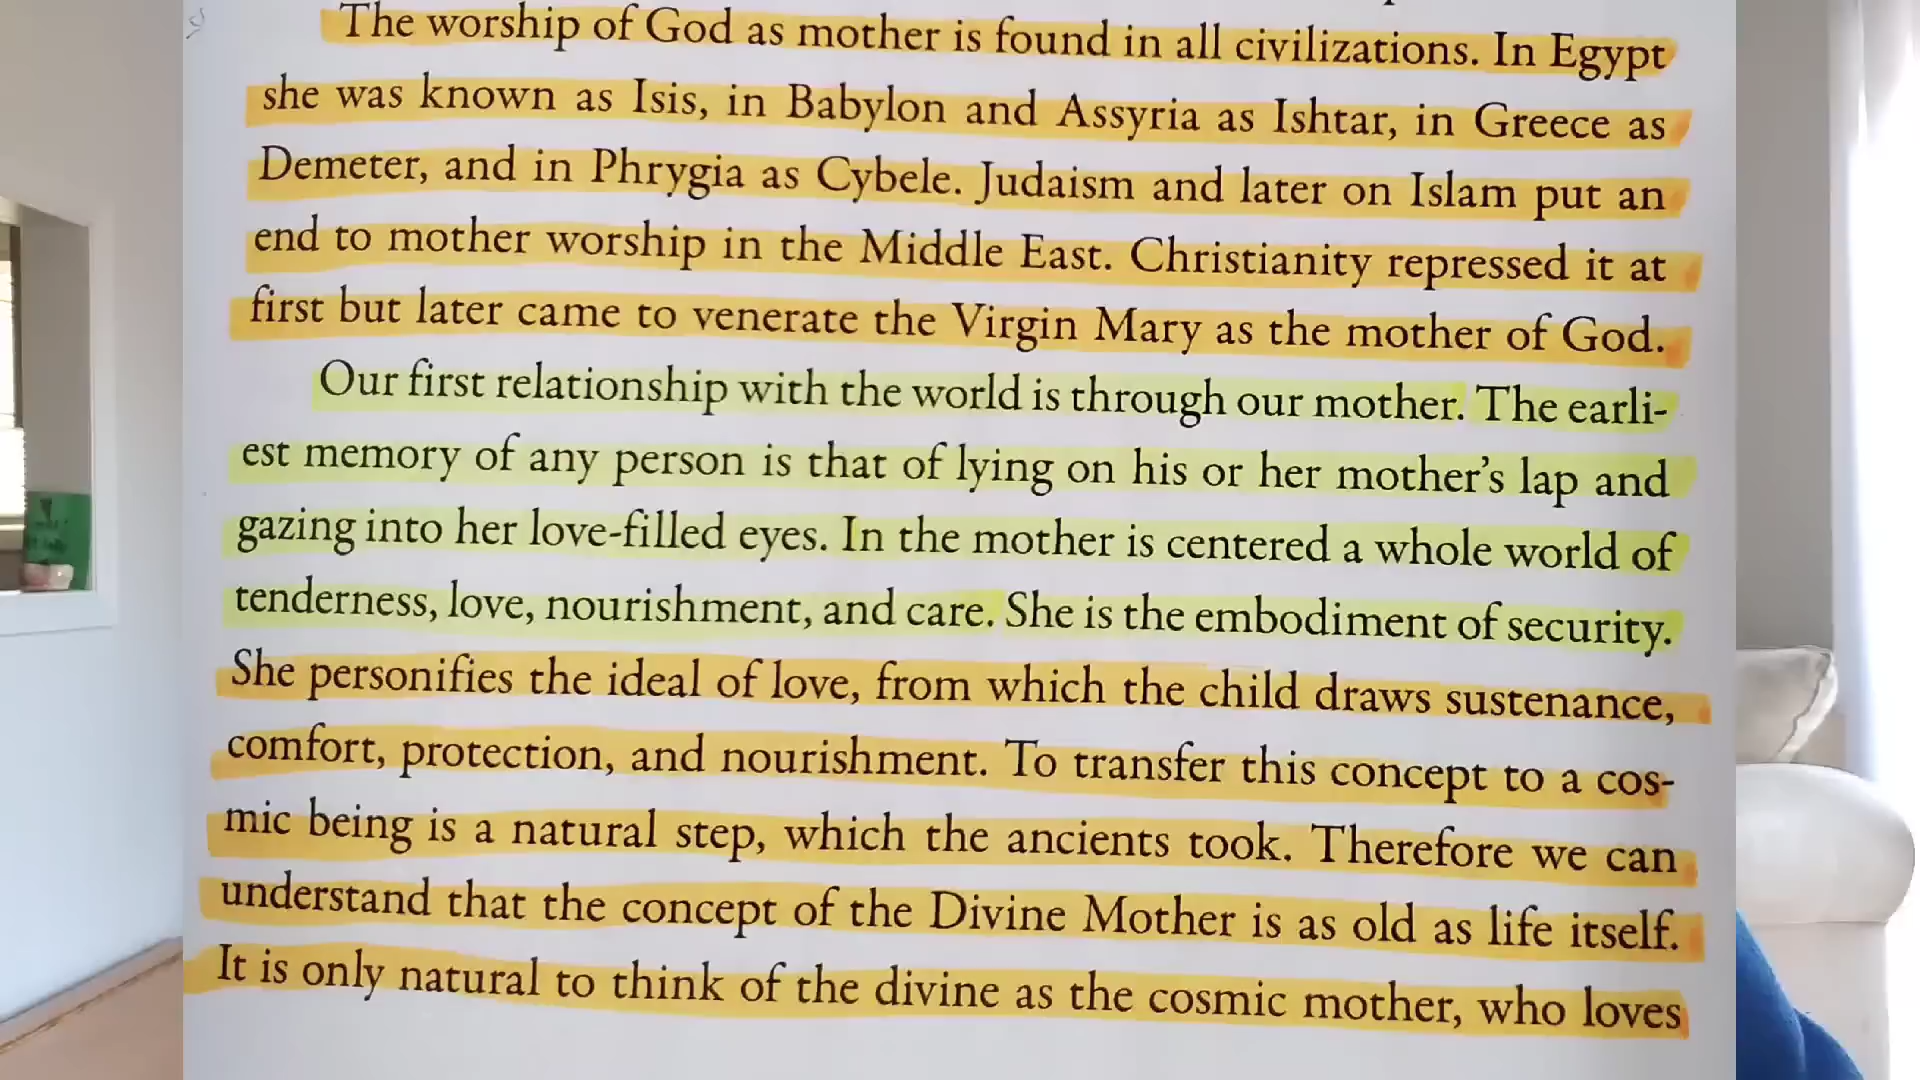 The worship of God as mother is found in all civilizations. In Egypt
she was known as Isis, in Babylon and Assyria as Ishtar, in Greece as
Demeter, and in Phrygia as Cybele. Judaism and later on Islam put an
end to mother worship in the Middle East. Christianity repressed it at
first but later came to venerate the Virgin Mary as the mother of God.
Our first relationship with the world is through our mother. The earli-
est memory of any person is that of lying on his or her mother's lap and
gazing into her love-filled eyes. In the mother is centered a whole world of
tenderness, love, nourishment, and care. She is the embodiment of security.
She personifies the ideal of love, from which the child draws sustenance,
comfort, protection, and nourishment. To transfer this concept to a cos-
mic being is a natural step, which the ancients took. Therefore we can
understand that the concept of the Divine Mother is as old as life itself.
It is only natural to think of the divine as the cosmic mother, who loves